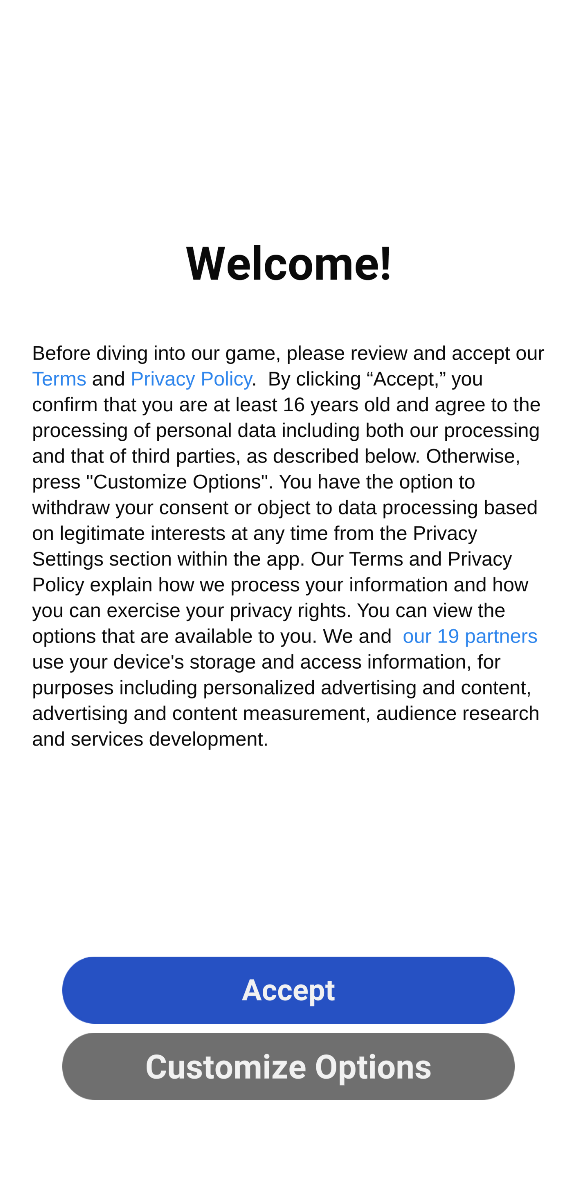 Welcome!
Before diving into our game, please review and accept our
Terms and Privacy Policy.  By clicking “Accept,” you
confirm that you are at least 16 years old and agree to the
processing of personal data including both our processing
and that of third parties, as described below. Otherwise,
press "Customize Options". You have the option to
withdraw your consent or object to data processing based
on legitimate interests at any time from the Privacy
Settings section within the app. Our Terms and Privacy
Policy explain how we process your information and how
you can exercise your privacy rights. You can view the
options that are available to you. We and  our 19 partners
use your device's storage and access information, for
purposes including personalized advertising and content,
advertising and content measurement, audience research
and services development.
Accept
Customize Options